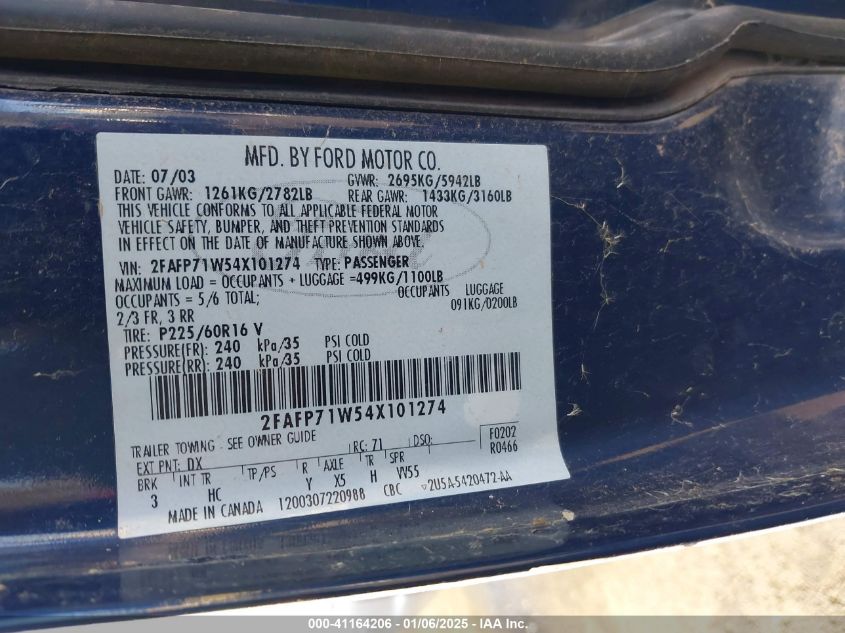 MFD. BY FORD MOTOR CO.
DATE: 07/03 GVWR: 2695KG/5942LB
FRONT GAWR: 1261KG/2782LB REAR GAWR: 1433KG/3160LB
THIS VEHICLE CONFORMS TO ALL APPLICABLE FEDERAL MOTOR
VEHICLE SAFETY, BUMPER, AND THEFT PREVENTION STANDARDS
IN EFFECT ON THE DATE OF MANUFACTURE SHOWN ABOVE.
VIN: 2FAFP71W54X101274 TYPE: PASSENGER
MAXIMUM LOAD = OCCUPANTS + LUGGAGE =499KG/1100LB
OCCUPANTS = 5/6 TOTAL; OCCUPANTS LUGGAGE
2/3 FR, 3 RR 091KG/0200LB
TIRE: P225/60R16 V
PRESSURE(FR): 240 kPa/35 PSI COLD
PRESSURE(RR): 240 kPa/35 PSI COLD
2FAFP71W54X101274
TRAILER TOWING - SEE OWNER GUIDE
EXT PNT: DX RC: 71 DSO: F0202
BRK INT TR TP/PS R AXLE TR SPR R0466
3 HC Y X5 H VV55
MADE IN CANADA 1200307220988 CBC ▽2U5A-5420472-AA
000-41164206 - 01/06/2025 - IAA Inc.